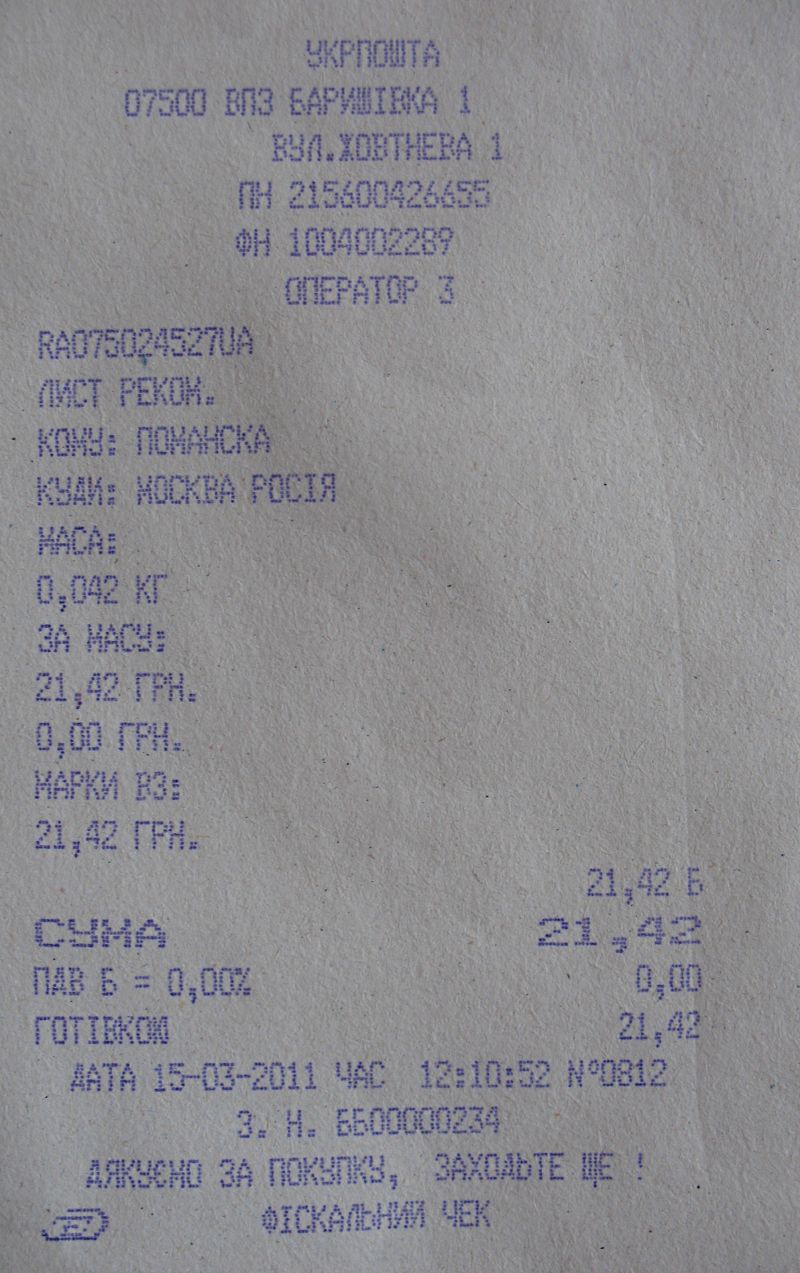 УКРПОШТА
07500 ВПЗ БАРИШІВКА 1
ВУЛ.ЖОВТНЕВА 1
ПН 215600426655
ФН 1004002289
ОПЕРАТОР 3
RA075024527UA
ЛИСТ РЕКОМ.
КОМУ: ПОМАНСКА
КУДИ: МОСКВА РОСІЯ
МАСА:
0,042 КГ
ЗА МАСУ:
21,42 ГРН.
0,00 ГРН.
МАРКИ ВЗ:
21,42 ГРН.
21,42 Б
СУМА 21,42
ПДВ Б = 0,00% 0,00
ГОТІВКОЮ 21,42
ДАТА 15-03-2011 ЧАС 12:10:52 №0812
З. Н. ББ00000234
ДЯКУЄМО ЗА ПОКУПКУ, ЗАХОДЬТЕ ЩЕ !
ФІСКАЛЬНИЙ ЧЕК